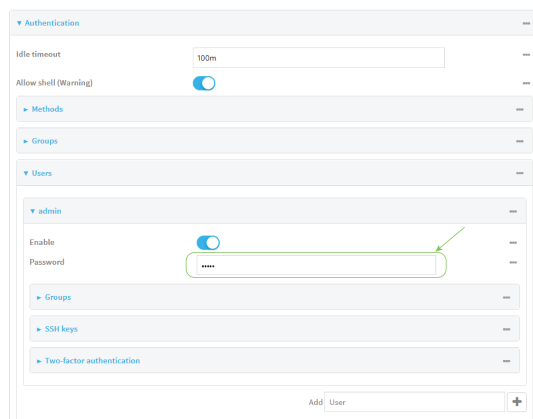 Authentication
Idle timeout
100m
Allow shell (Warning)
Methods
Groups
Users
admin
Enable
Password
•••••
Groups
SSH keys
Two-factor authentication
Add User